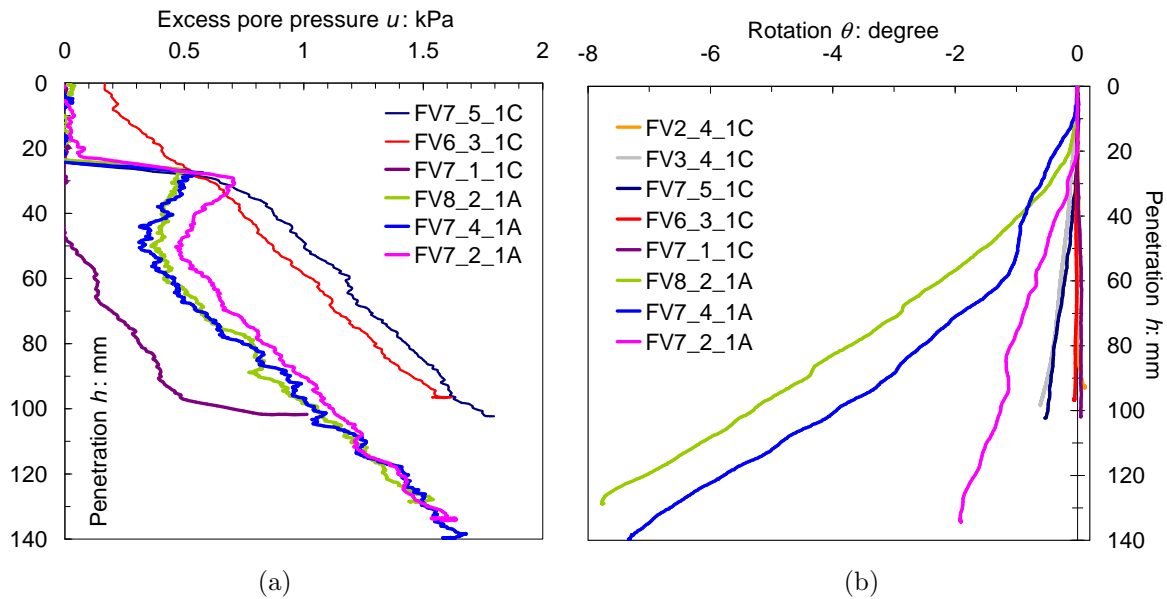 Excess pore pressure u: kPa
0 0.5 1 1.5 2
0
20
40
60
80
100
120
140
Penetration h: mm
FV7_5_1C
FV6_3_1C
FV7_1_1C
FV8_2_1A
FV7_4_1A
FV7_2_1A
(a)
Rotation θ: degree
-8 -6 -4 -2 0
0
20
40
60
80
100
120
140
Penetration h: mm
FV2_4_1C
FV3_4_1C
FV7_5_1C
FV6_3_1C
FV7_1_1C
FV8_2_1A
FV7_4_1A
FV7_2_1A
(b)